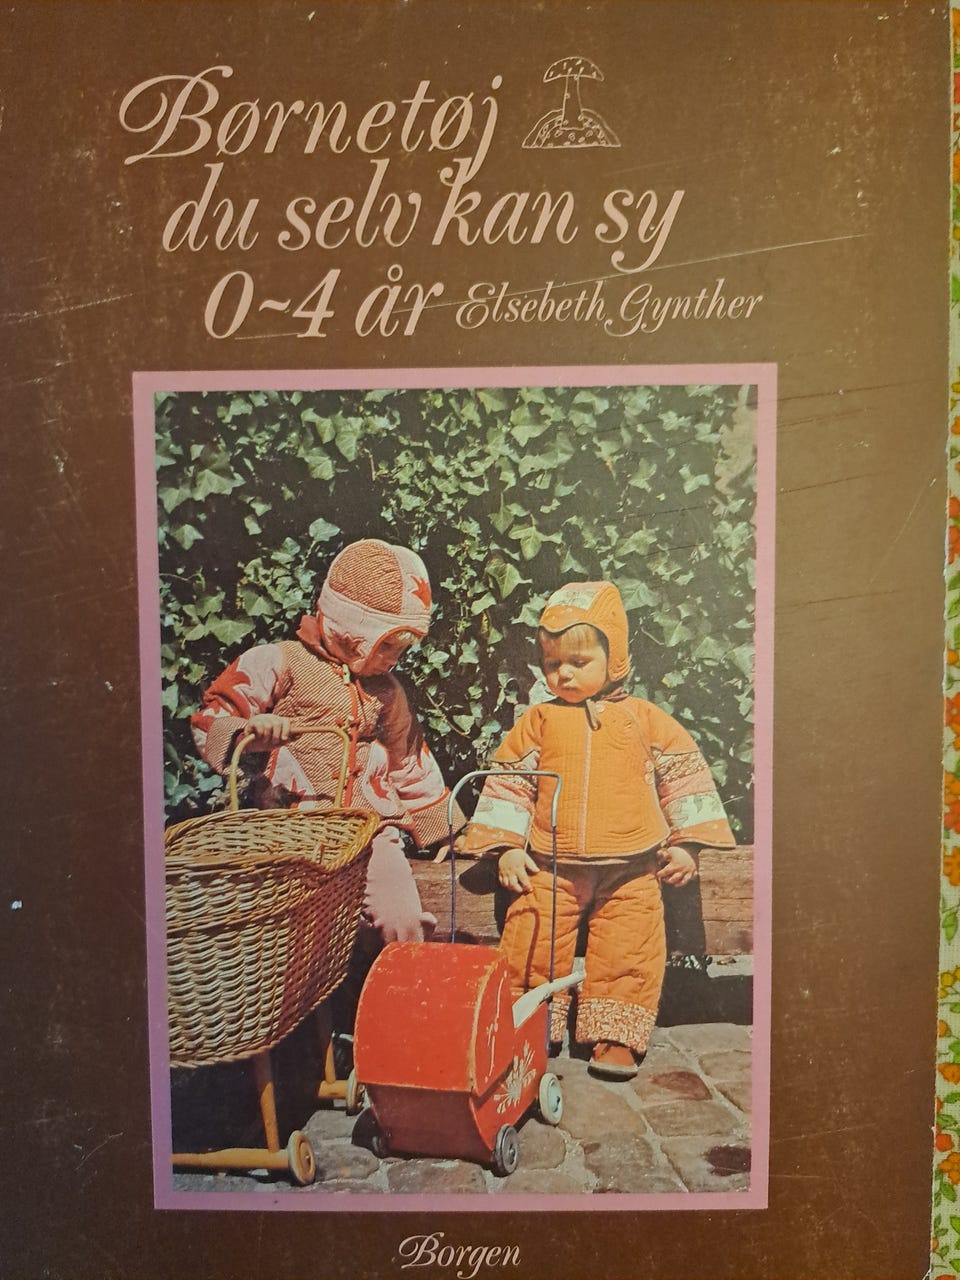 Børnetøj
du selv kan sy
0~4 år Elsebeth Gynther
Borgen